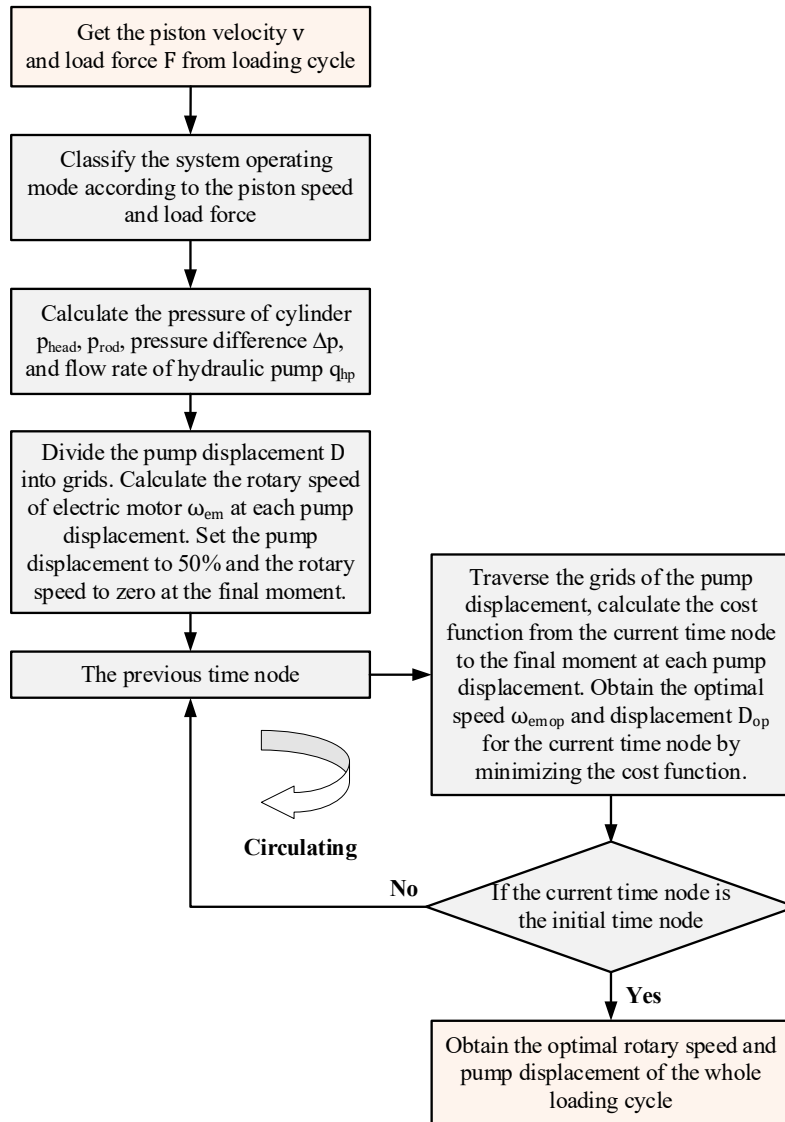 Get the piston velocity v
and load force F from loading cycle
Classify the system operating
mode according to the piston speed
and load force
Calculate the pressure of cylinder
p_head, p_rod, pressure difference Δp,
and flow rate of hydraulic pump q_hp
Divide the pump displacement D
into grids. Calculate the rotary speed
of electric motor ω_em at each pump
displacement. Set the pump
displacement to 50% and the rotary
speed to zero at the final moment.
The previous time node
Traverse the grids of the pump
displacement, calculate the cost
function from the current time node
to the final moment at each pump
displacement. Obtain the optimal
speed ω_emop and displacement D_op
for the current time node by
minimizing the cost function.
Circulating
No
If the current time node is
the initial time node
Yes
Obtain the optimal rotary speed and
pump displacement of the whole
loading cycle